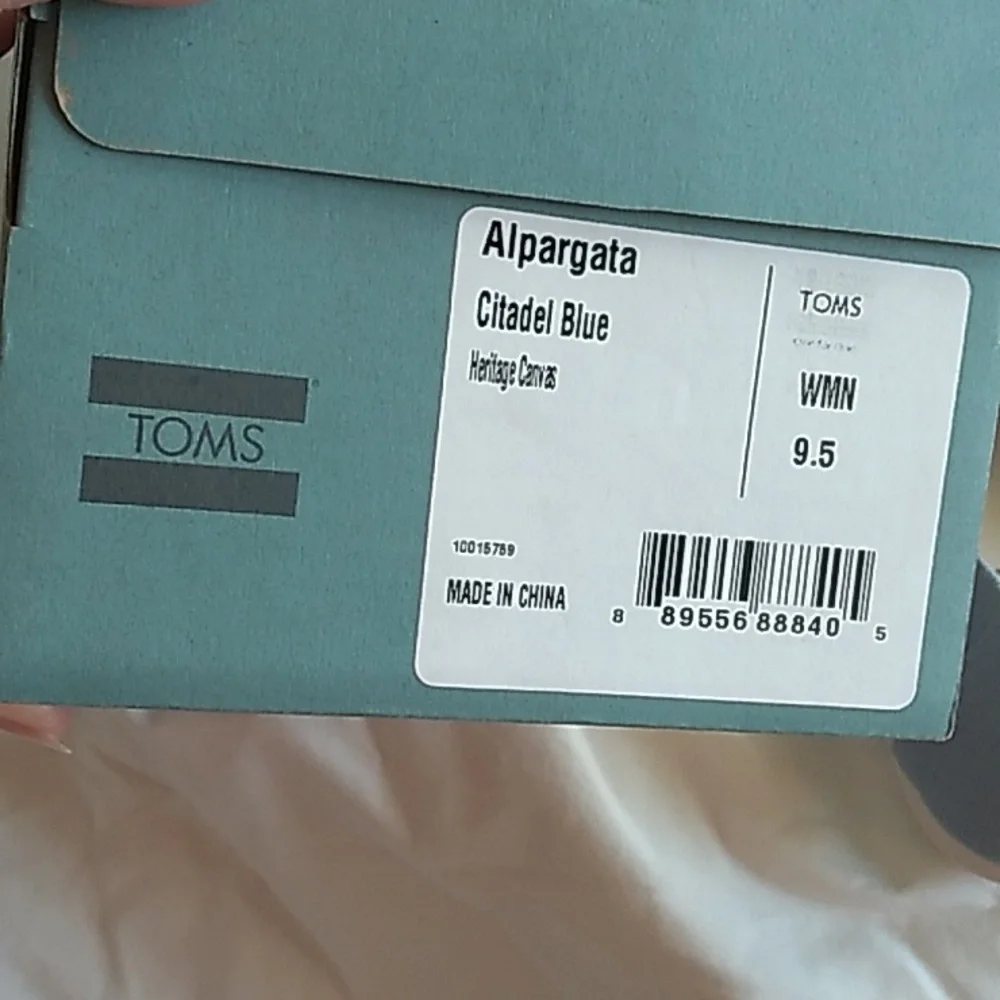 TOMS
Alpargata
Citadel Blue
Heritage Canvas
TOMS
WMN
9.5
10015759
MADE IN CHINA
8 89556 88840 5